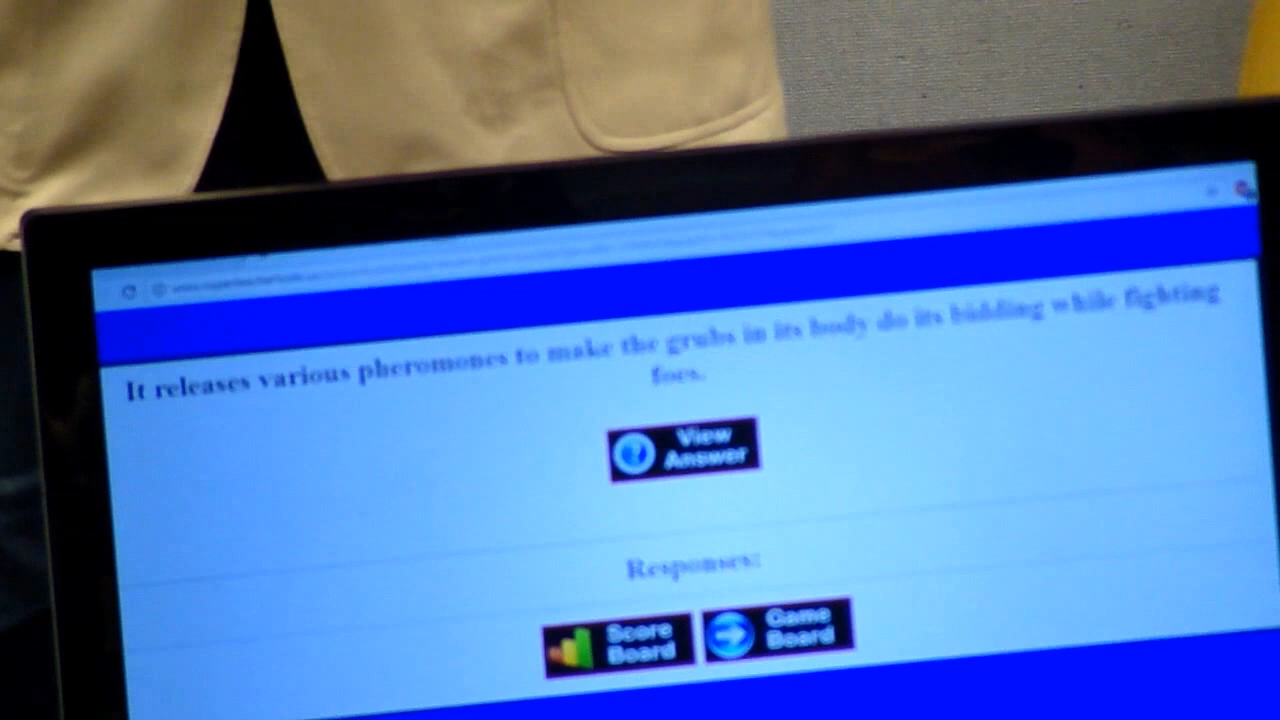 It releases various pheromones to make the grubs in its body do its bidding while fighting
foes.
View
Answer
Responses:
Score
Board
Game
Board